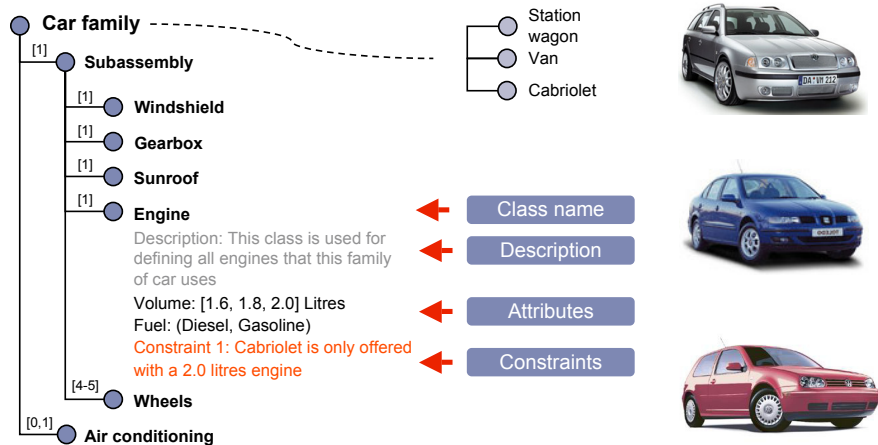 Car family
Station
wagon
Van
Cabriolet
[1]
Subassembly
[1]
Windshield
[1]
Gearbox
[1]
Sunroof
[1]
Engine
Class name
Description: This class is used for
defining all engines that this family
of car uses
Description
Volume: [1.6, 1.8, 2.0] Litres
Fuel: (Diesel, Gasoline)
Attributes
Constraint 1: Cabriolet is only offered
with a 2.0 litres engine
Constraints
[4-5]
Wheels
[0,1]
Air conditioning
DA·VM 212